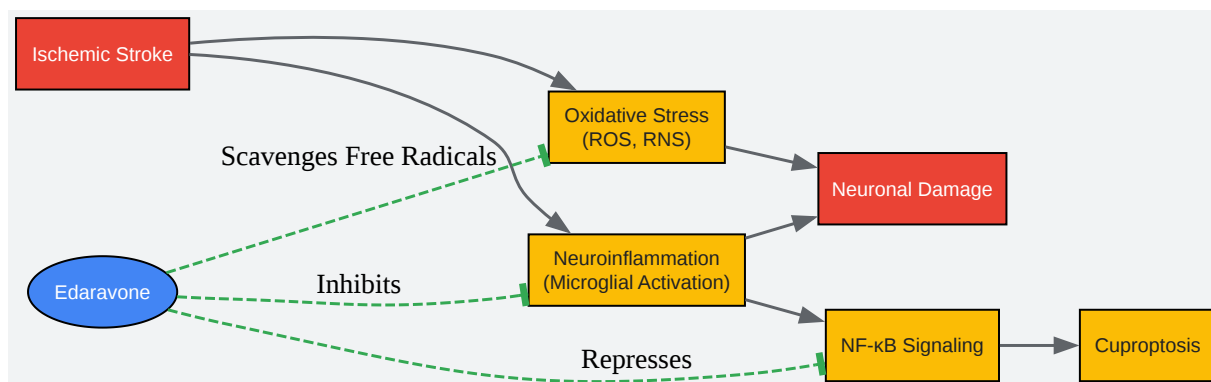 Ischemic Stroke
Oxidative Stress
(ROS, RNS)
Scavenges Free Radicals
Neuronal Damage
Neuroinflammation
(Microglial Activation)
Inhibits
Edaravone
Represses
NF-κB Signaling
Cuproptosis